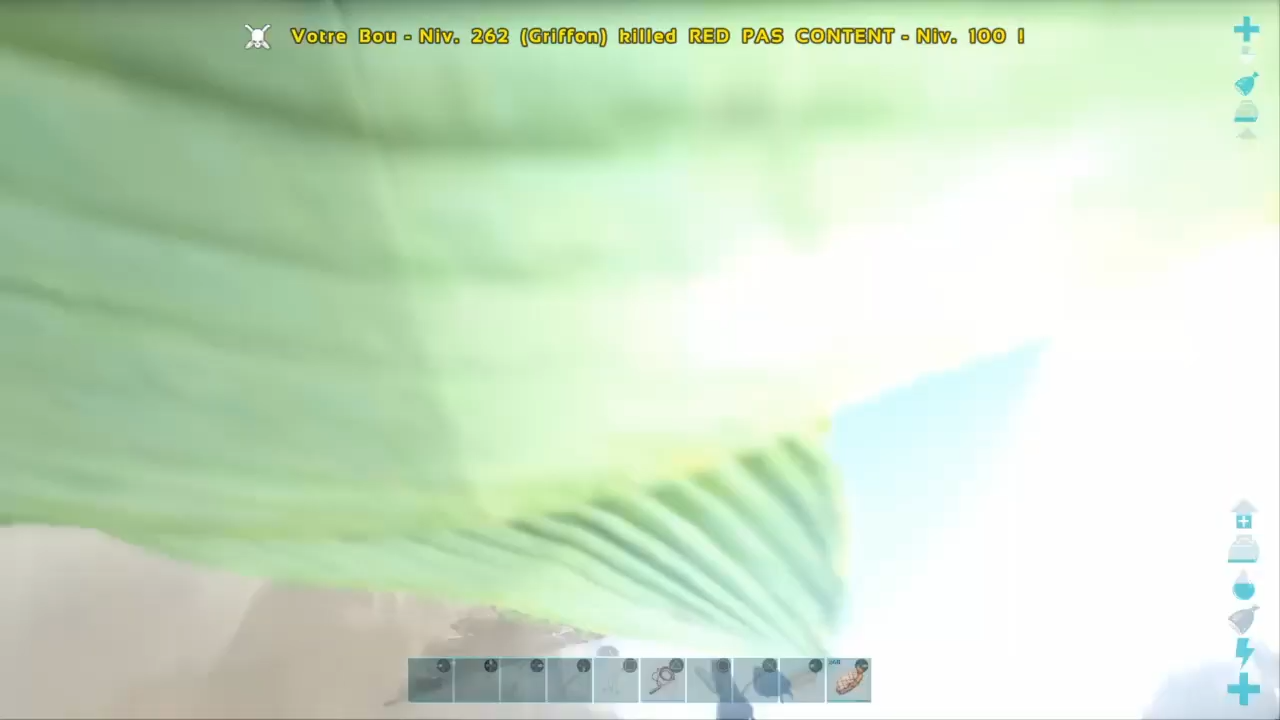 Votre Bou - Niv. 262 (Griffon) killed RED PAS CONTENT - Niv. 100 !